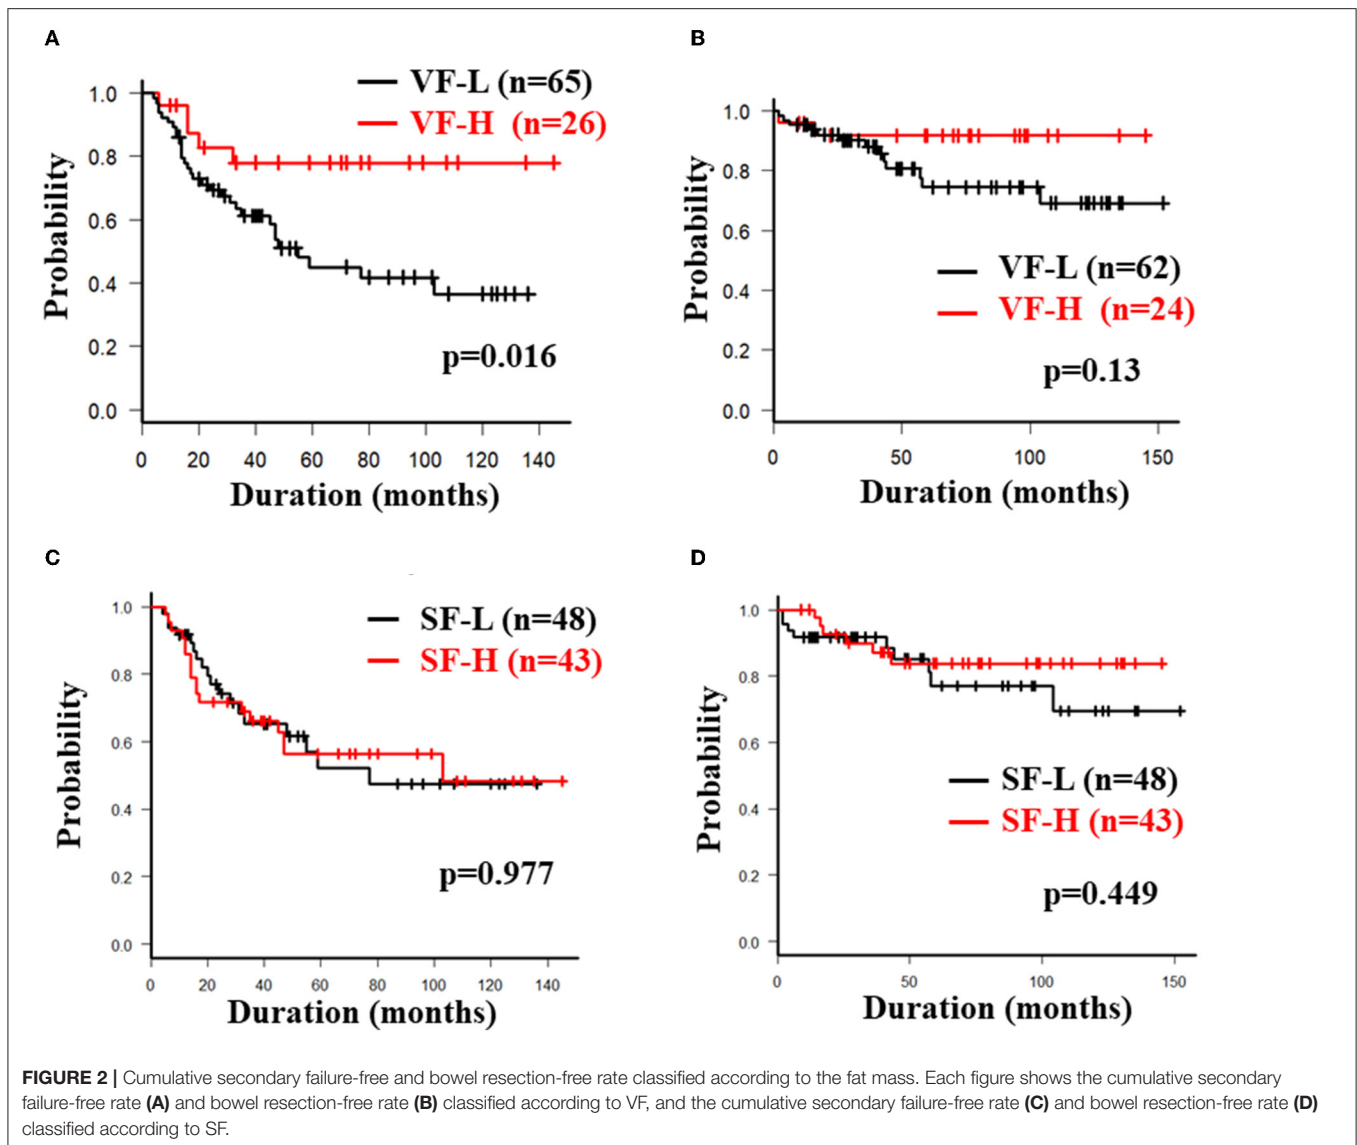 A
VF-L (n=65)
VF-H (n=26)
1.0
0.8
0.6
0.4
0.2
0.0
Probability
p=0.016
0 20 40 60 80 100 120 140
Duration (months)
B
1.0
0.8
0.6
0.4
0.2
0.0
Probability
VF-L (n=62)
VF-H (n=24)
p=0.13
0 50 100 150
Duration (months)
C
SF-L (n=48)
SF-H (n=43)
1.0
0.8
0.6
0.4
0.2
0.0
Probability
p=0.977
0 20 40 60 80 100 120 140
Duration (months)
D
1.0
0.8
0.6
0.4
0.2
0.0
Probability
SF-L (n=48)
SF-H (n=43)
p=0.449
0 50 100 150
Duration (months)
FIGURE 2 | Cumulative secondary failure-free and bowel resection-free rate classified according to the fat mass. Each figure shows the cumulative secondary
failure-free rate (A) and bowel resection-free rate (B) classified according to VF, and the cumulative secondary failure-free rate (C) and bowel resection-free rate (D)
classified according to SF.